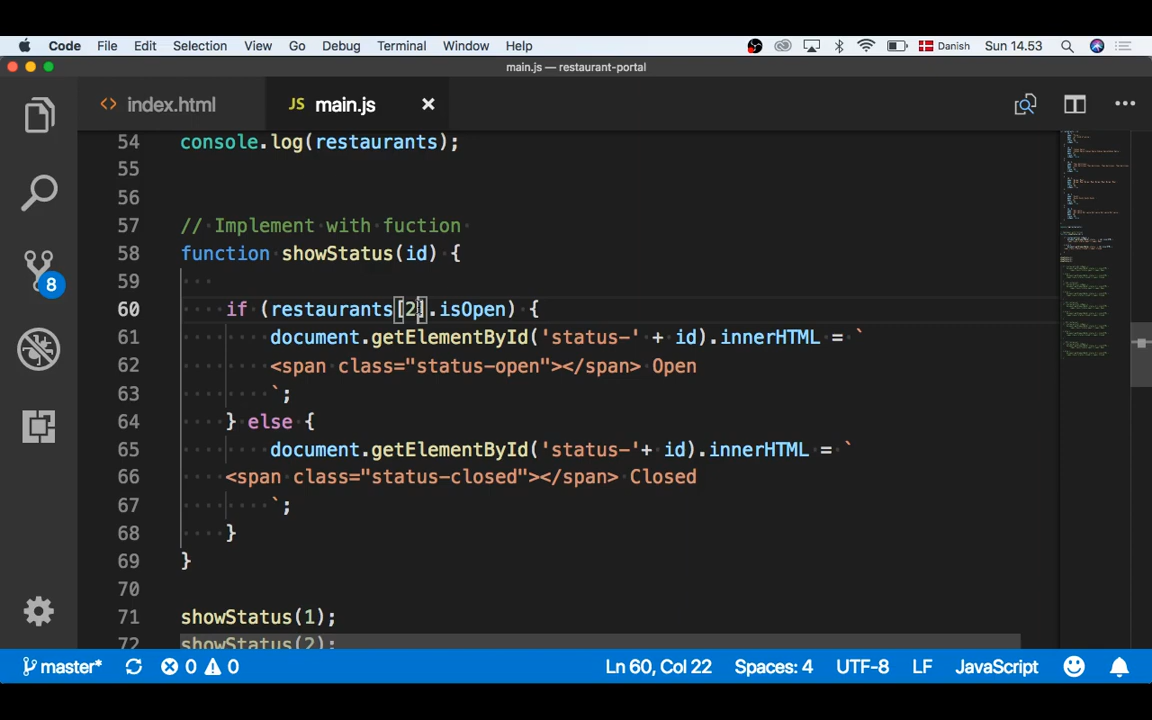 Code File Edit Selection View Go Debug Terminal Window Help Danish Sun 14.53
main.js — restaurant-portal
<> index.html JS main.js
54 console.log(restaurants);
55
56
57 // Implement with fuction
58 function showStatus(id) {
59
60 if (restaurants[2].isOpen) {
61 document.getElementById('status-' + id).innerHTML = `
62 <span class="status-open"></span> Open
63 `;
64 } else {
65 document.getElementById('status-'+ id).innerHTML = `
66 <span class="status-closed"></span> Closed
67 `;
68 }
69 }
70
71 showStatus(1);
72 showStatus(2);
8
master* 0 0 Ln 60, Col 22 Spaces: 4 UTF-8 LF JavaScript